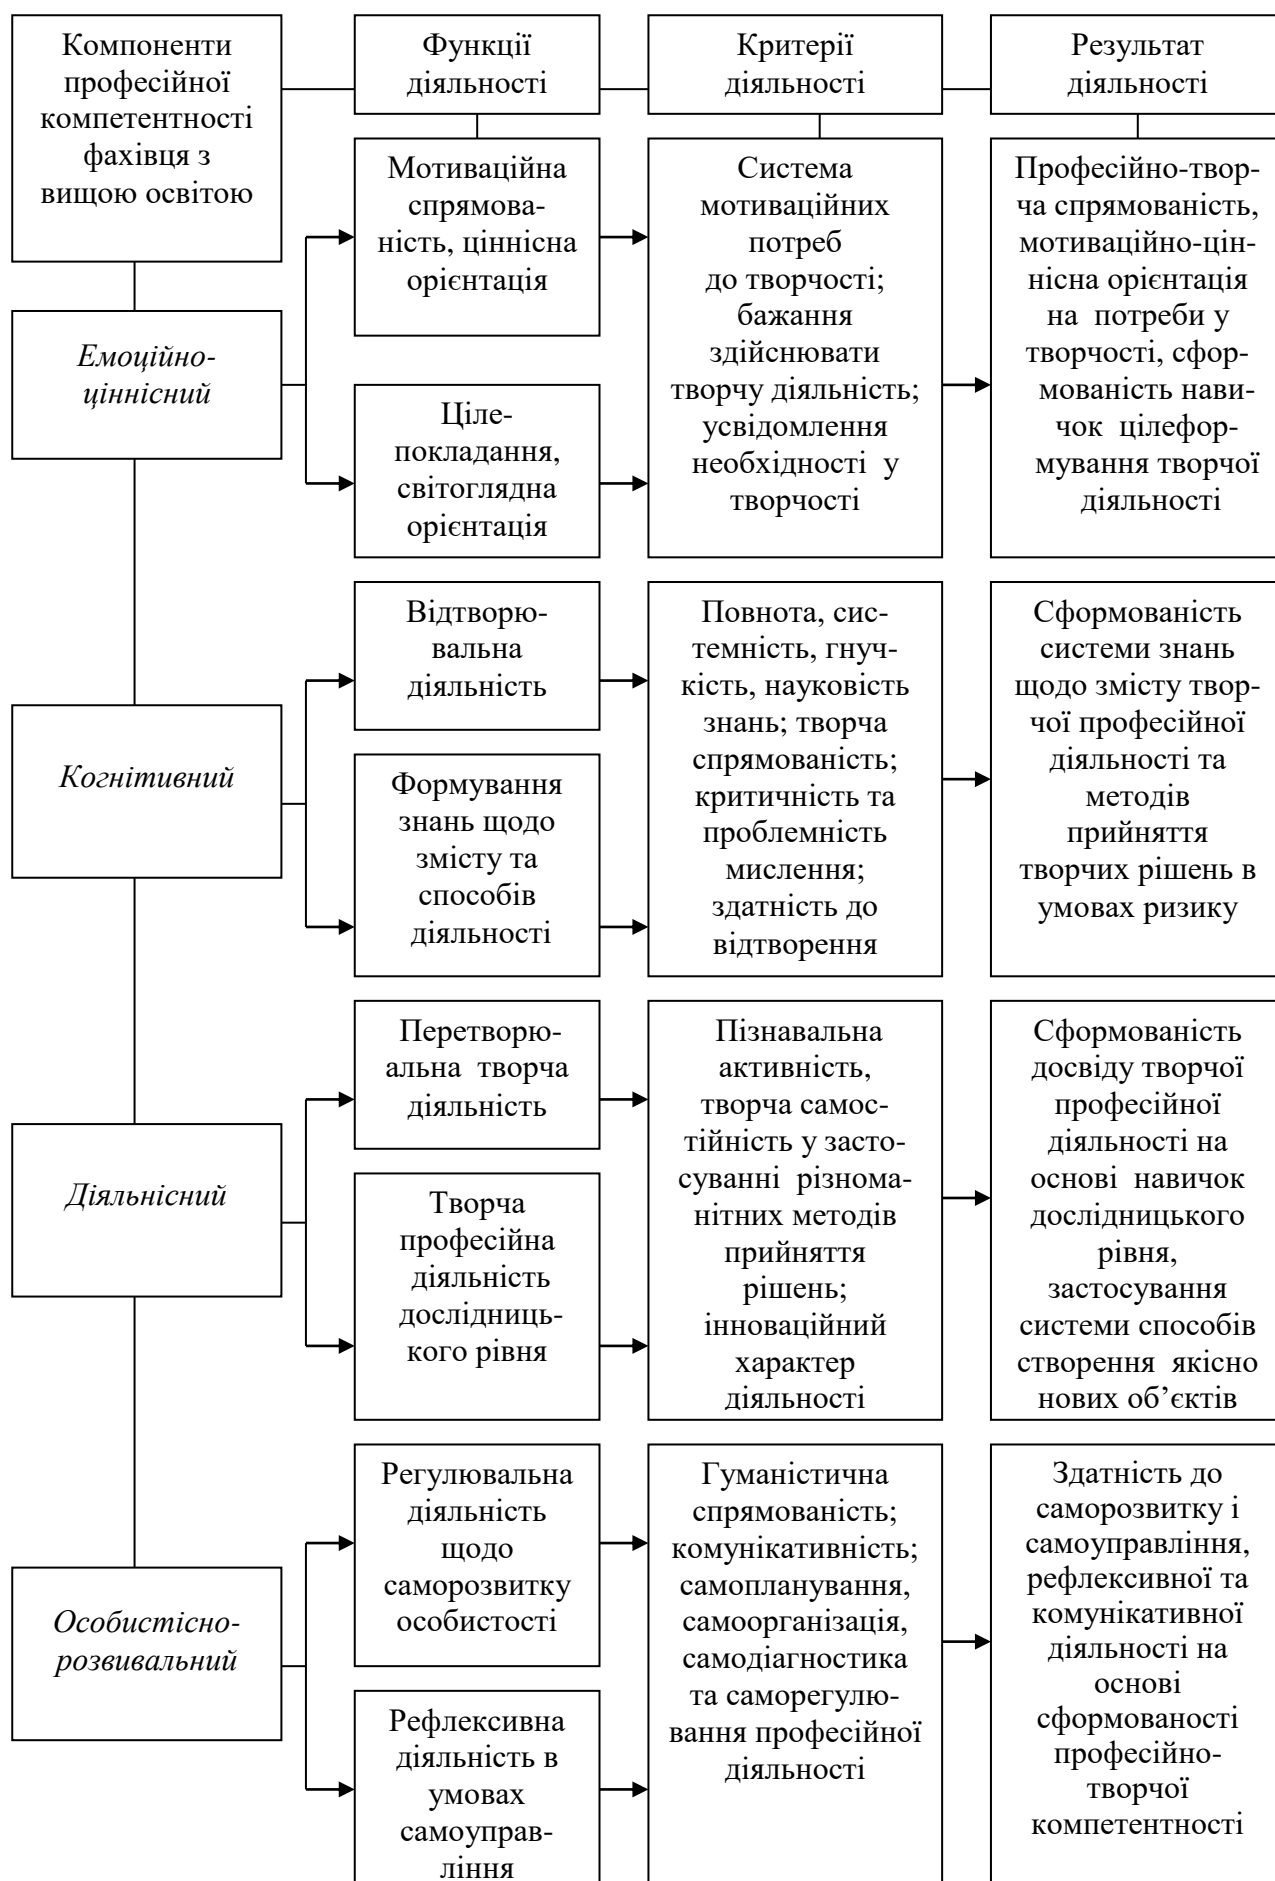 Компоненти
професійної
компетентності
фахівця з
вищою освітою
Функції
діяльності
Критерії
діяльності
Результат
діяльності
Емоційно-
ціннісний
Мотиваційна
спрямова-
ність, ціннісна
орієнтація
Ціле-
покладання,
світоглядна
орієнтація
Система
мотиваційних
потреб
до творчості;
бажання
здійснювати
творчу діяльність;
усвідомлення
необхідності у
творчості
Професійно-твор-
ча спрямованість,
мотиваційно-цін-
нісна орієнтація
на потреби у
творчості, сфор-
мованість нави-
чок цілефор-
мування творчої
діяльності
Когнітивний
Відтворю-
вальна
діяльність
Формування
знань щодо
змісту та
способів
діяльності
Повнота, сис-
темність, гнуч-
кість, науковість
знань; творча
спрямованість;
критичність та
проблемність
мислення;
здатність до
відтворення
Сформованість
системи знань
щодо змісту твор-
чої професійної
діяльності та
методів
прийняття
творчих рішень в
умовах ризику
Діяльнісний
Перетворю-
альна творча
діяльність
Творча
професійна
діяльність
дослідниць-
кого рівня
Пізнавальна
активність,
творча самос-
тійність у засто-
суванні різнома-
нітних методів
прийняття
рішень;
інноваційний
характер
діяльності
Сформованість
досвіду творчої
професійної
діяльності на
основі навичок
дослідницького
рівня,
застосування
системи способів
створення якісно
нових об’єктів
Особистісно-
розвивальний
Регулювальна
діяльність
щодо
саморозвитку
особистості
Рефлексивна
діяльність в
умовах
самоуправ-
ління
Гуманістична
спрямованість;
комунікативність;
самопланування,
самоорганізація,
самодіагностика
та саморегулю-
вання професійної
діяльності
Здатність до
саморозвитку і
самоуправління,
рефлексивної та
комунікативної
діяльності на
основі
сформованості
професійно-
творчої
компетентності